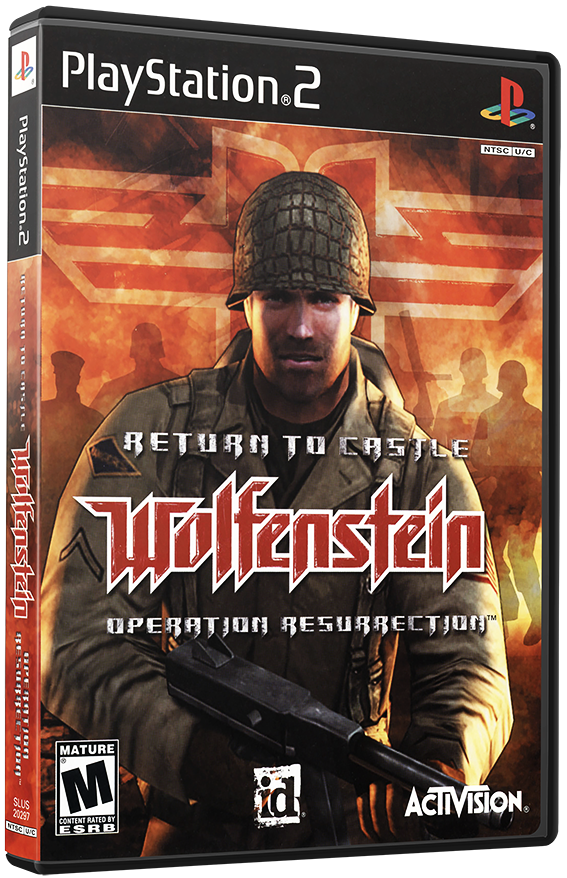 PlayStation®2
NTSC U/C
RETURN TO CASTLE
Wolfenstein
OPERATION RESURRECTION™
MATURE
M
CONTENT RATED BY
ESRB
id
ACTIVISION®
PlayStation®2
RETURN TO CASTLE
Wolfenstein
OPERATION
RESURRECTION™
SLUS
20297
NTSC U/C